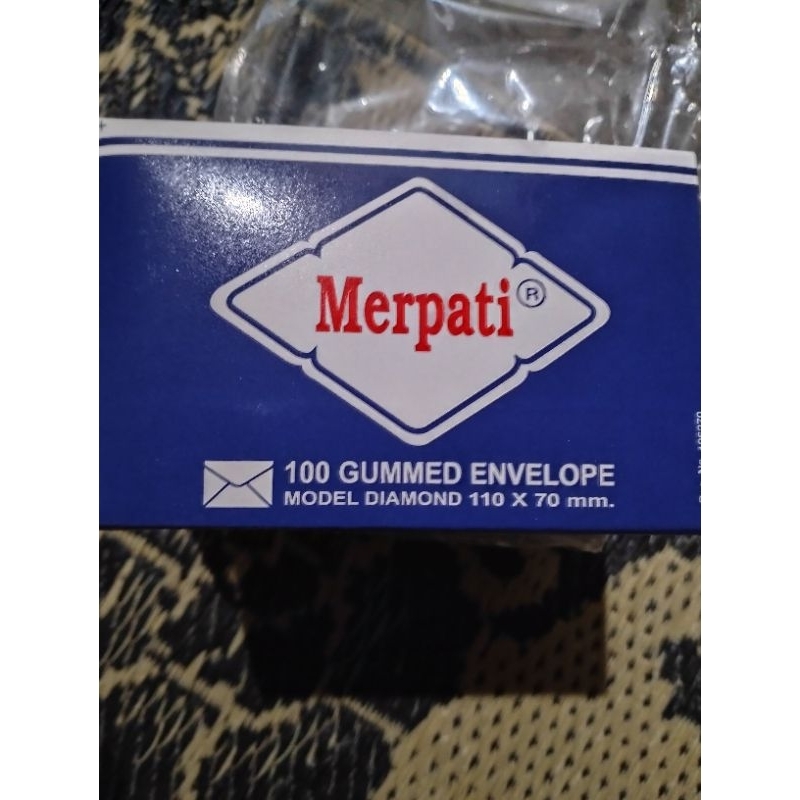 Merpati ®
100 GUMMED ENVELOPE
MODEL DIAMOND 110 X 70 mm.